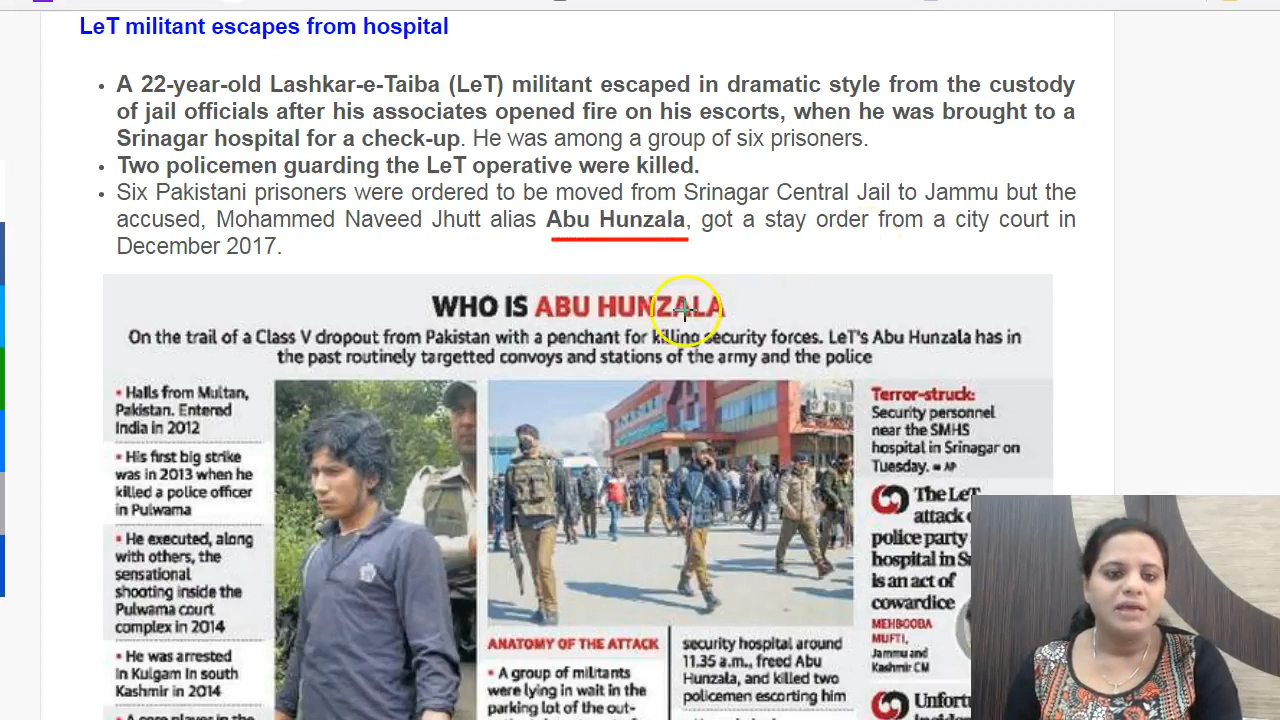 LeT militant escapes from hospital
• A 22-year-old Lashkar-e-Taiba (LeT) militant escaped in dramatic style from the custody
of jail officials after his associates opened fire on his escorts, when he was brought to a
Srinagar hospital for a check-up. He was among a group of six prisoners.
• Two policemen guarding the LeT operative were killed.
• Six Pakistani prisoners were ordered to be moved from Srinagar Central Jail to Jammu but the
accused, Mohammed Naveed Jhutt alias Abu Hunzala, got a stay order from a city court in
December 2017.
WHO IS ABU HUNZALA
On the trail of a Class V dropout from Pakistan with a penchant for killing security forces. LeT's Abu Hunzala has in
the past routinely targetted convoys and stations of the army and the police
• Halls from Multan,
Pakistan. Entered
India in 2012
• His first big strike
was in 2013 when he
killed a police officer
in Pulwama
• He executed, along
with others, the
sensational
shooting inside the
Pulwama court
complex in 2014
• He was arrested
in Kulgam in south
Kashmir in 2014
ANATOMY OF THE ATTACK
• A group of militants
were lying in wait in the
parking lot of the out-
security hospital around
11.35 a.m., freed Abu
Hunzala, and killed two
policemen escorting him
Terror-struck:
Security personnel
near the SMHS
hospital in Srinagar on
Tuesday. ▪ AP
The LeT
attack
police party
hospital in
is an act of
cowardice
MEHBOOBA
MUFTI,
Jammu and
Kashmir CM